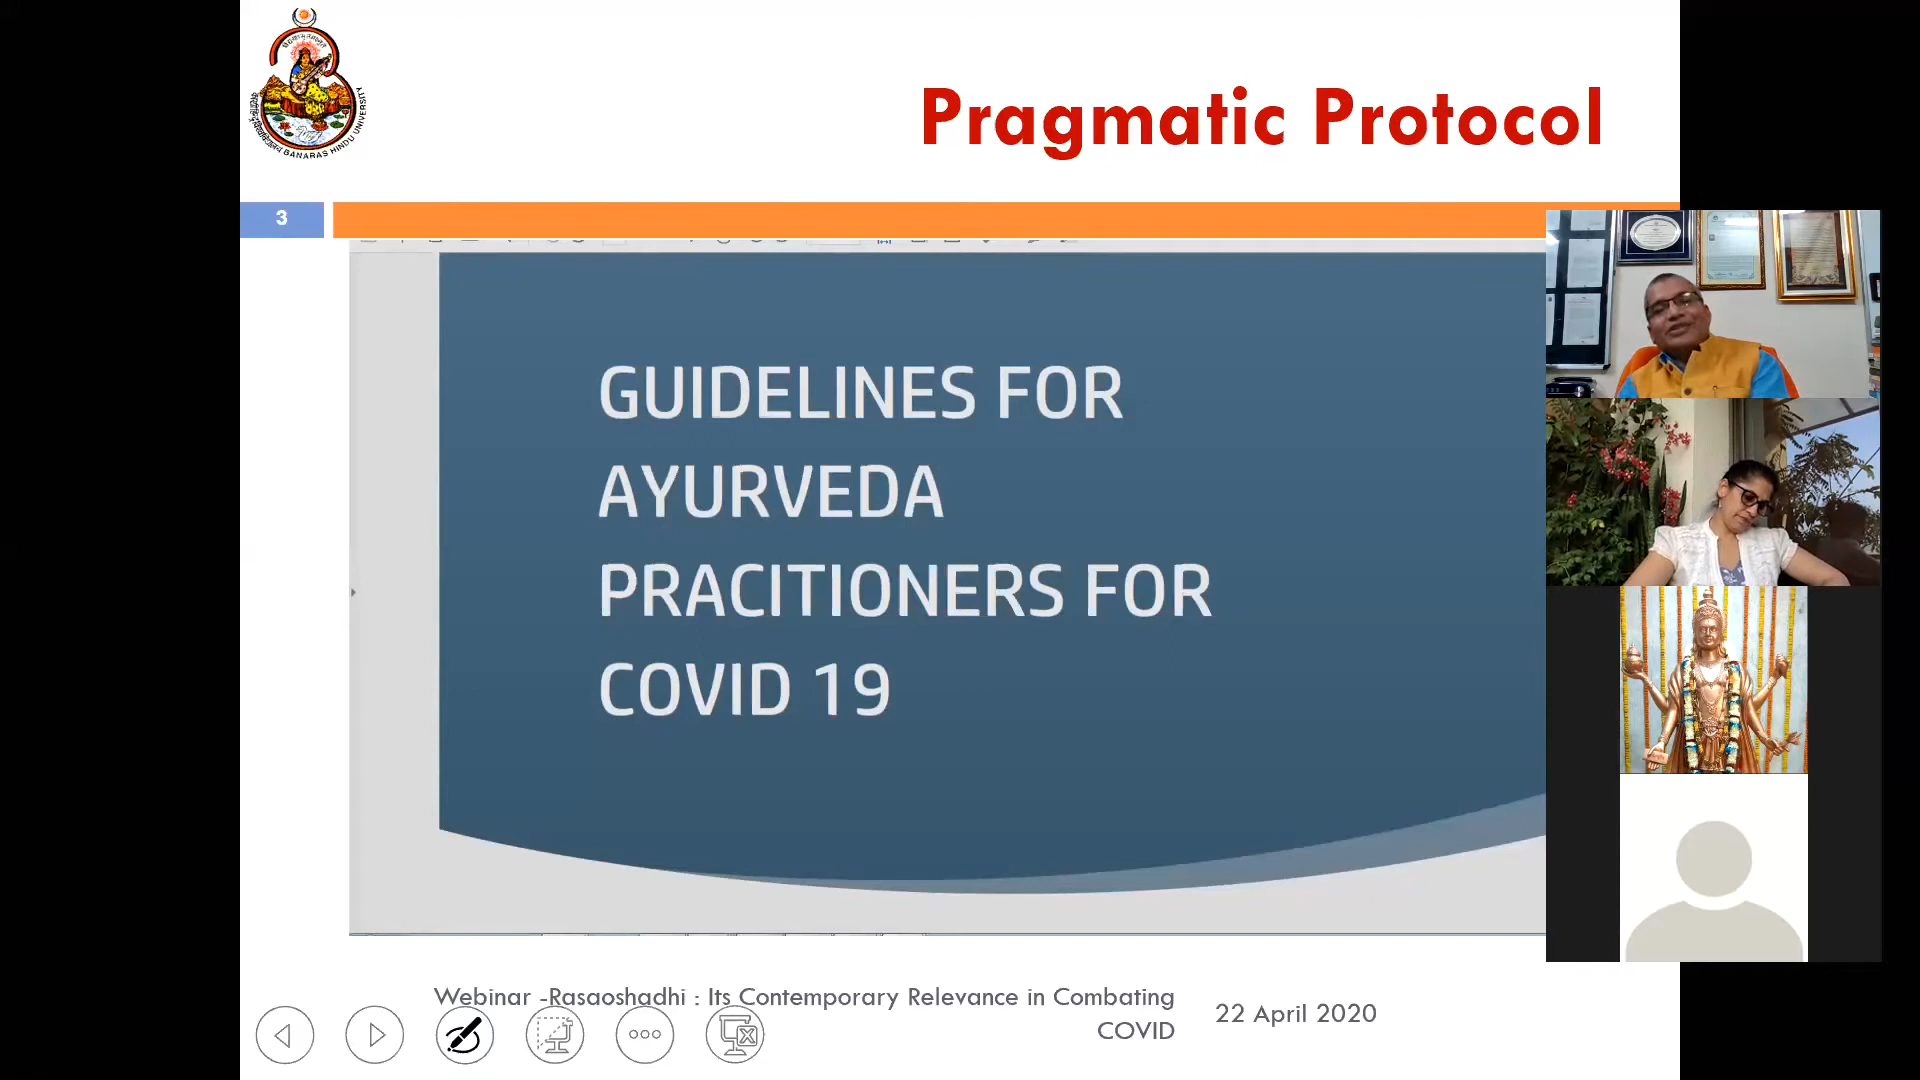 BANARAS HINDU UNIVERSITY
Pragmatic Protocol
3
GUIDELINES FOR
AYURVEDA
PRACITIONERS FOR
COVID 19
Webinar -Rasaoshadhi : Its Contemporary Relevance in Combating
COVID
22 April 2020